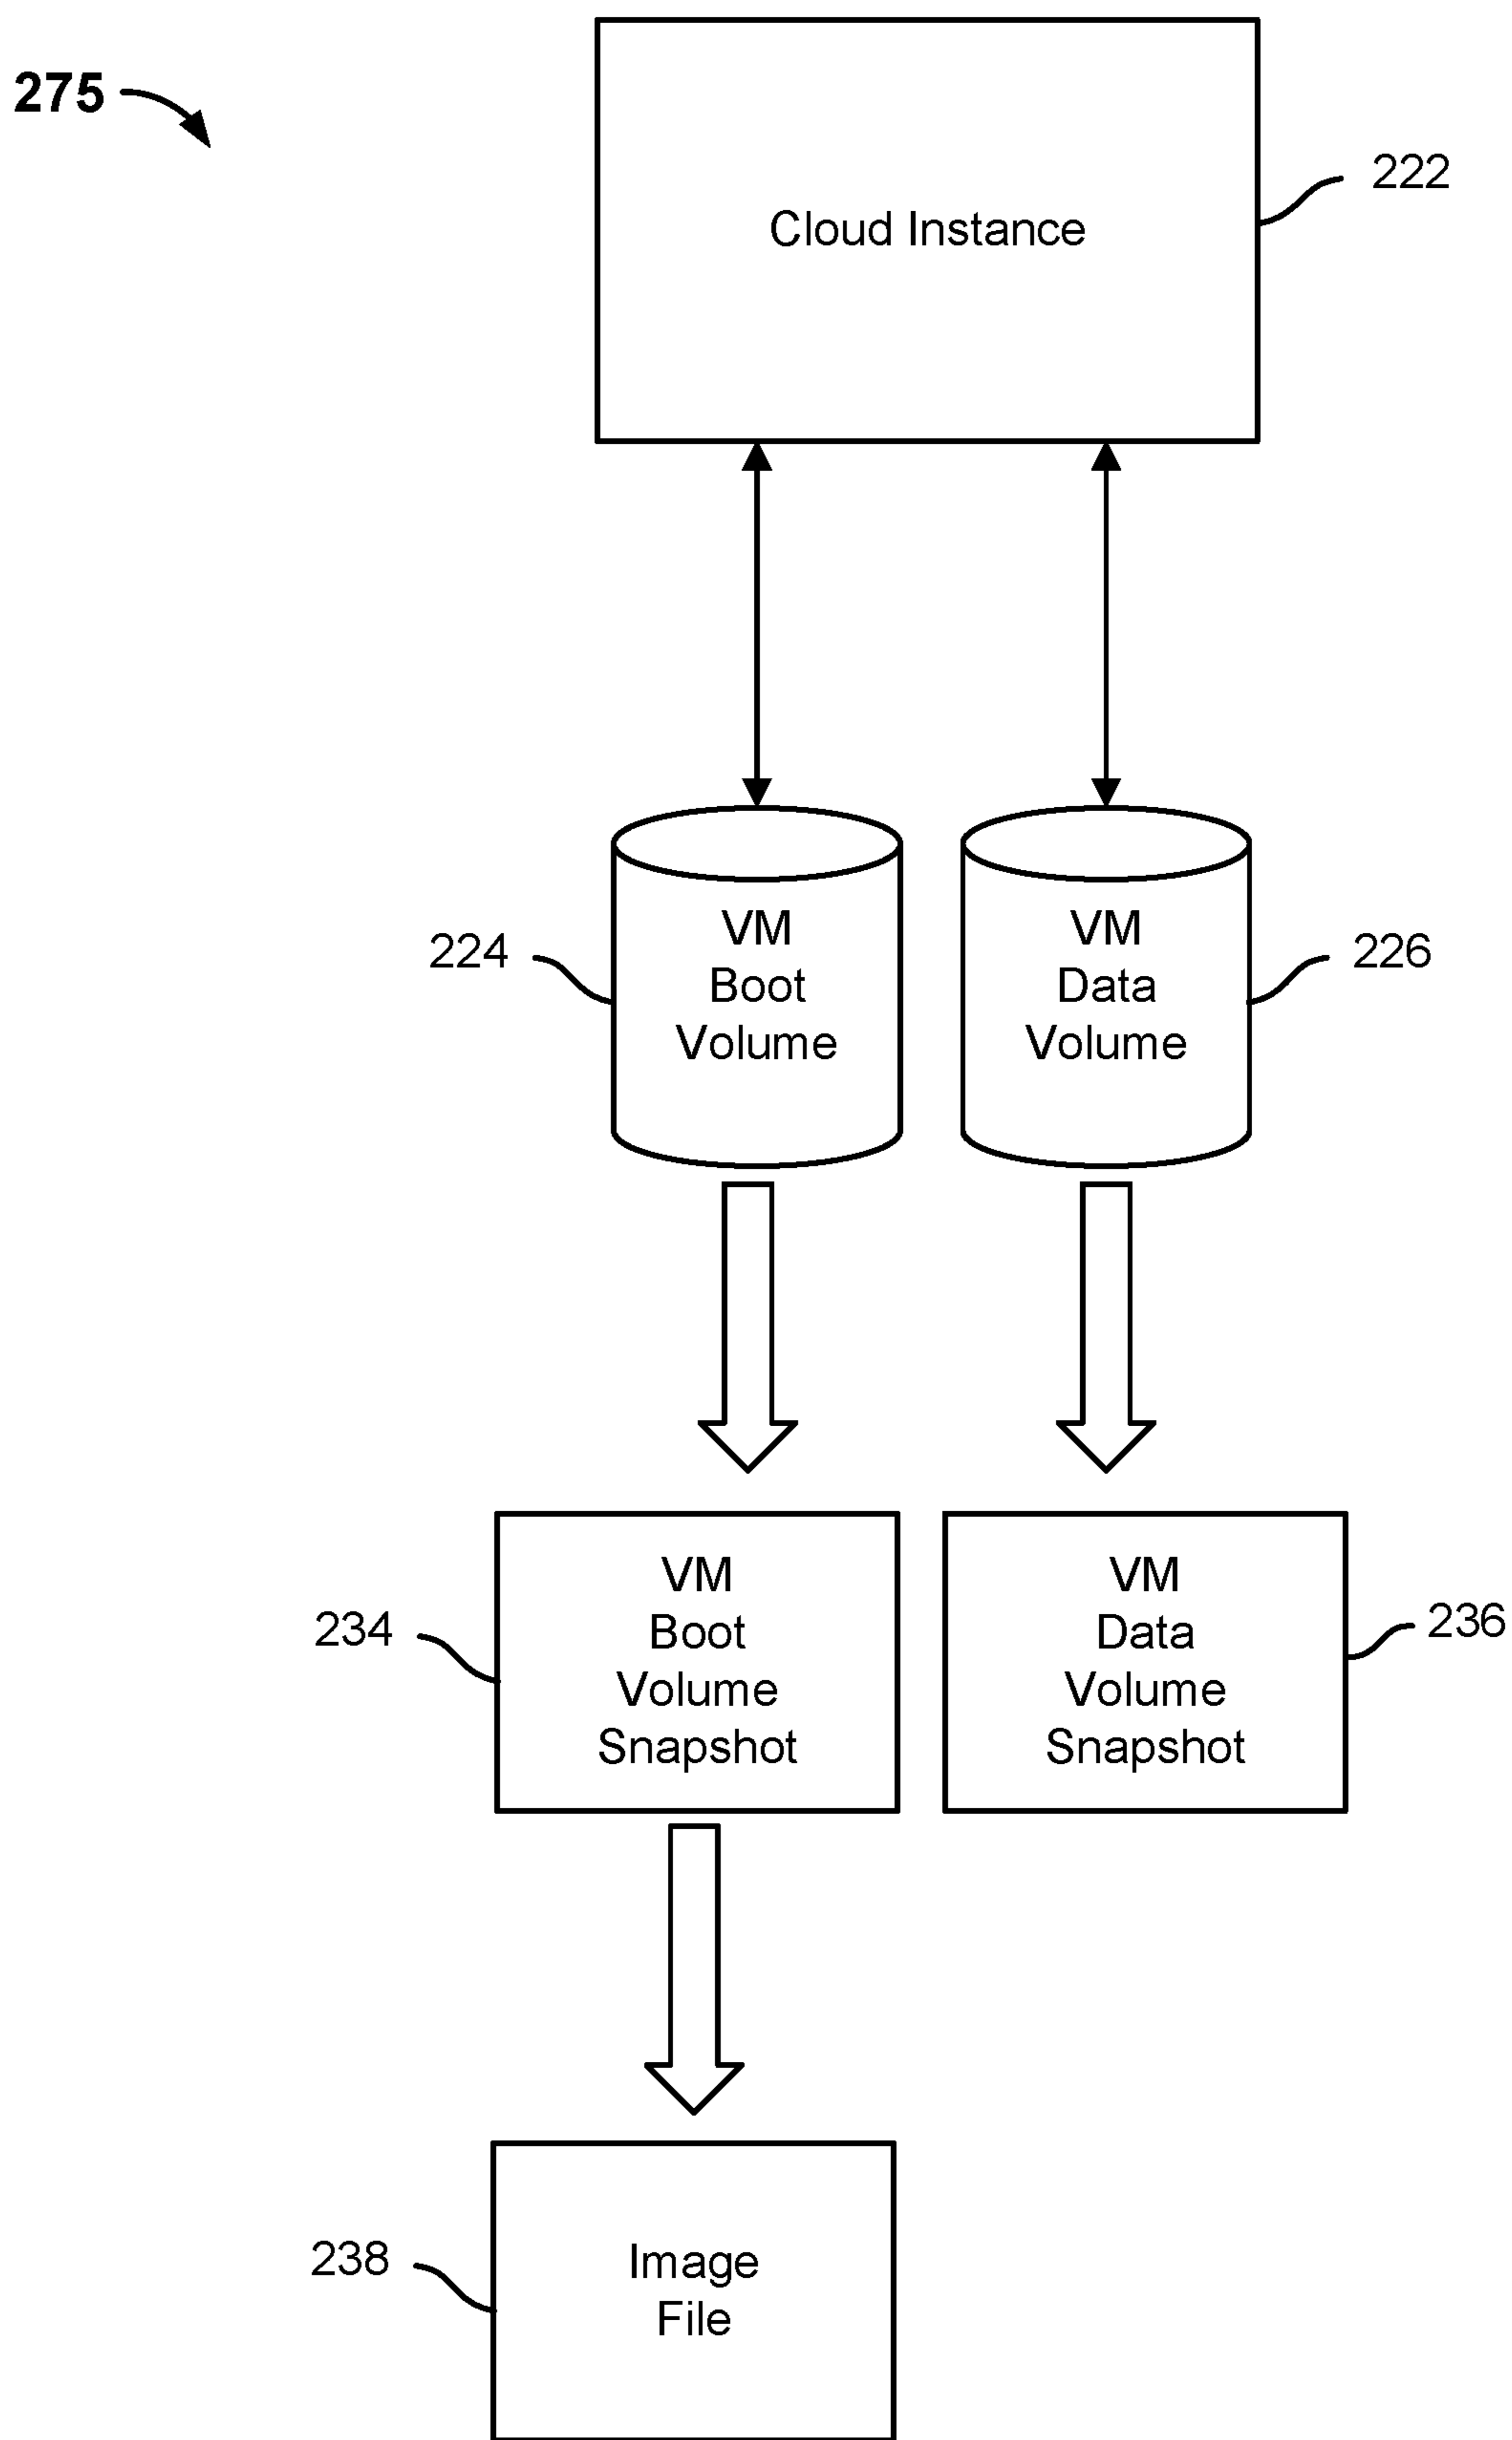 275
Cloud Instance
222
224
VM
Boot
Volume
VM
Data
Volume
226
234
VM
Boot
Volume
Snapshot
VM
Data
Volume
Snapshot
236
238
Image
File